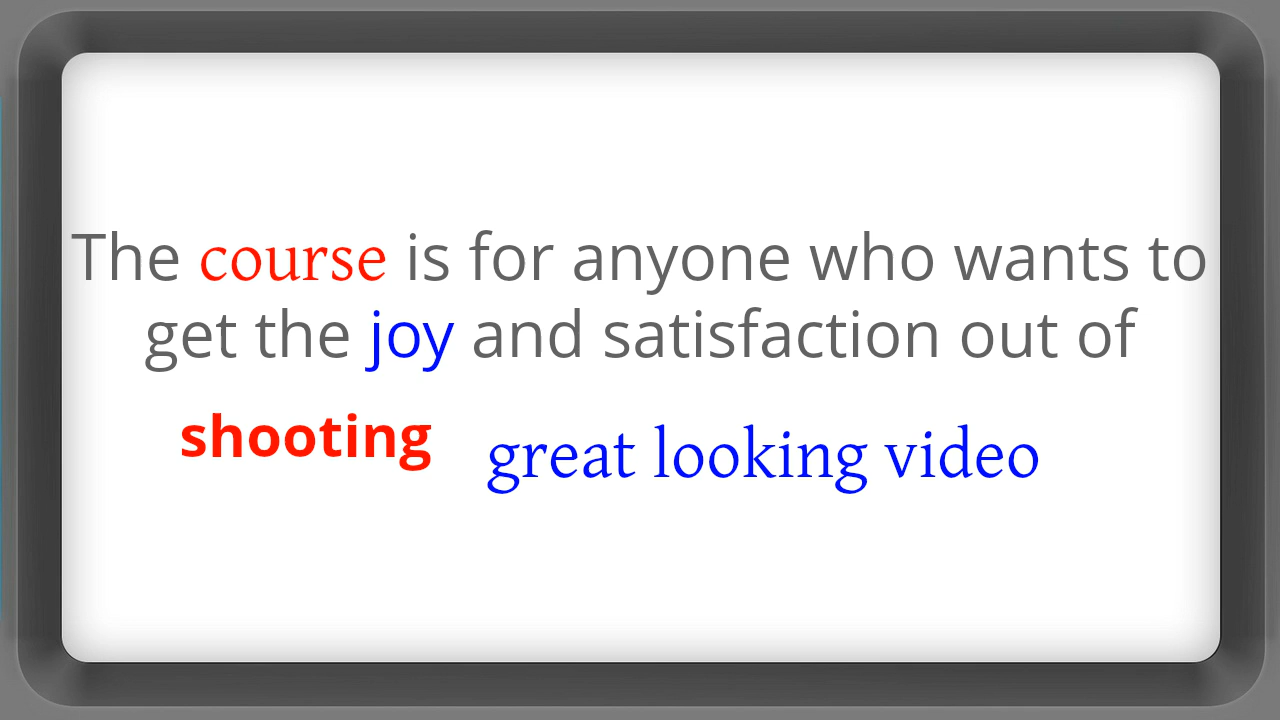 The course is for anyone who wants to
get the joy and satisfaction out of
shooting great looking video